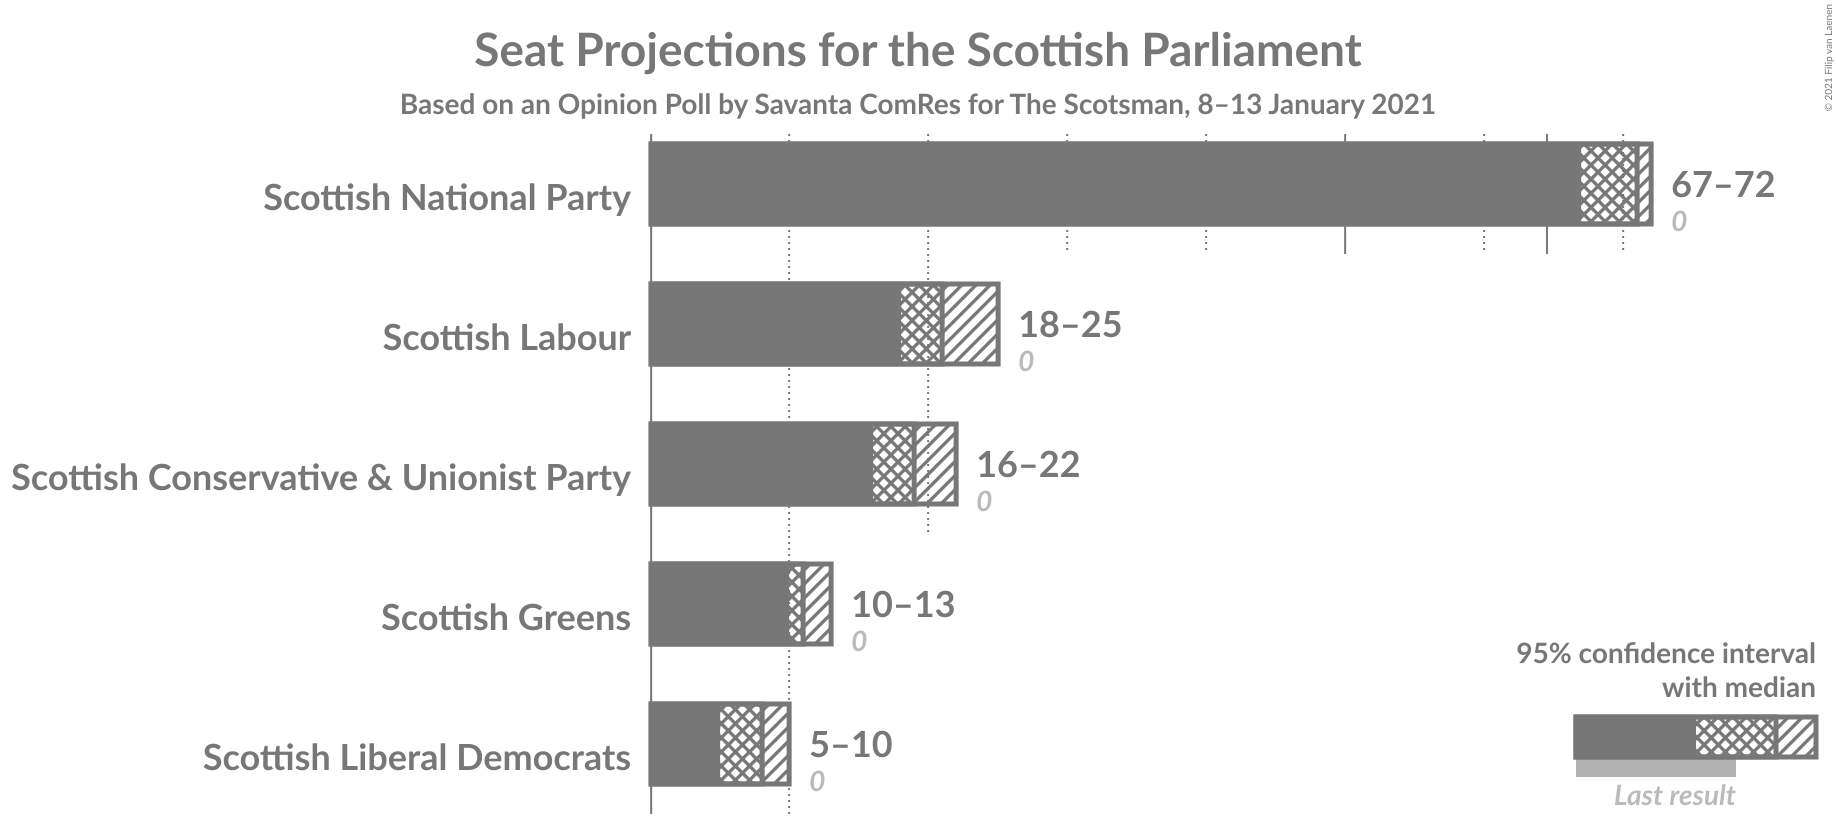 Seat Projections for the Scottish Parliament
Based on an Opinion Poll by Savanta ComRes for The Scotsman, 8–13 January 2021
© 2021 Filip van Laenen
Scottish National Party
67–72
0
Scottish Labour
18–25
0
Scottish Conservative & Unionist Party
16–22
0
Scottish Greens
10–13
0
Scottish Liberal Democrats
5–10
0
95% confidence interval
with median
Last result